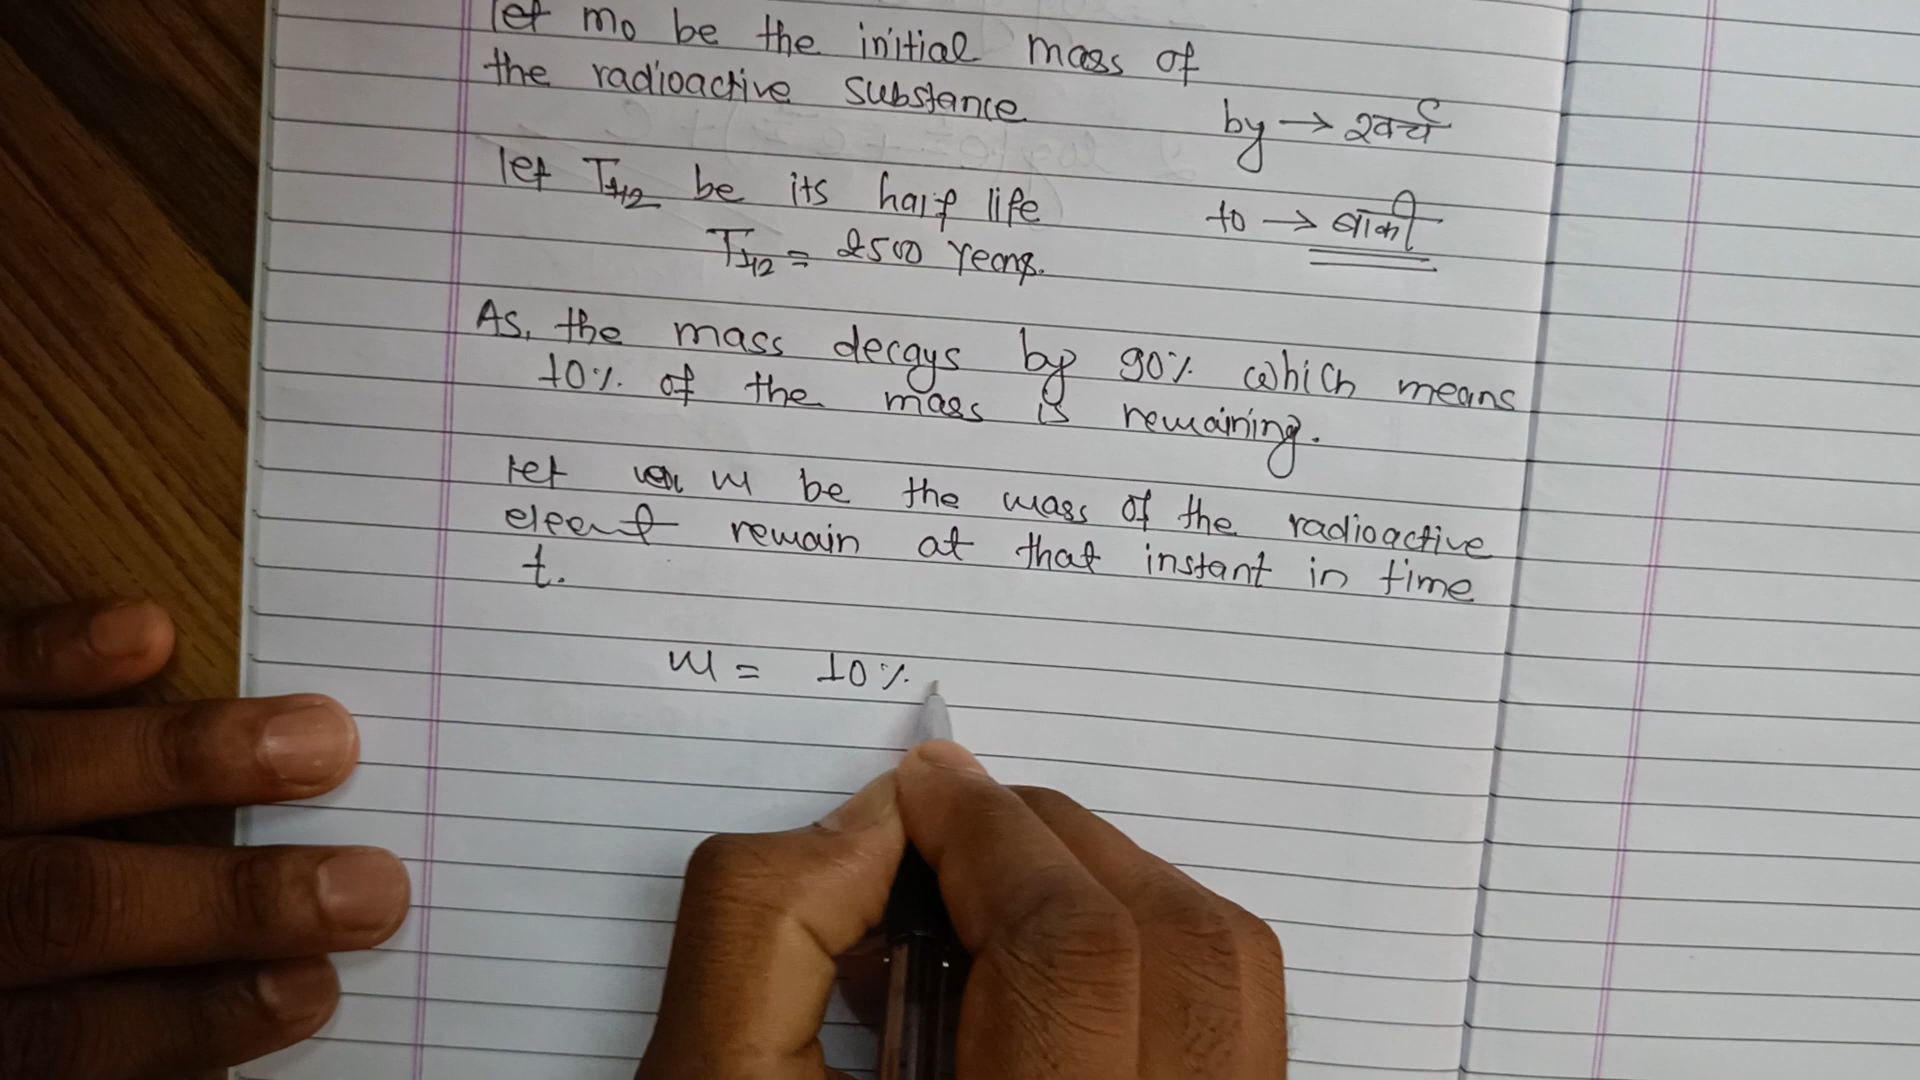 let m₀ be the initial mass of
the radioactive substance
by → खर्च
let T1/2 be its half life
to → बाकी
T1/2 = 2500 Years.
As, the mass decays by 90% which means
10% of the mass is remaining.
let m be the mass of the radioactive
remain at that instant in time
t.
m = 10%